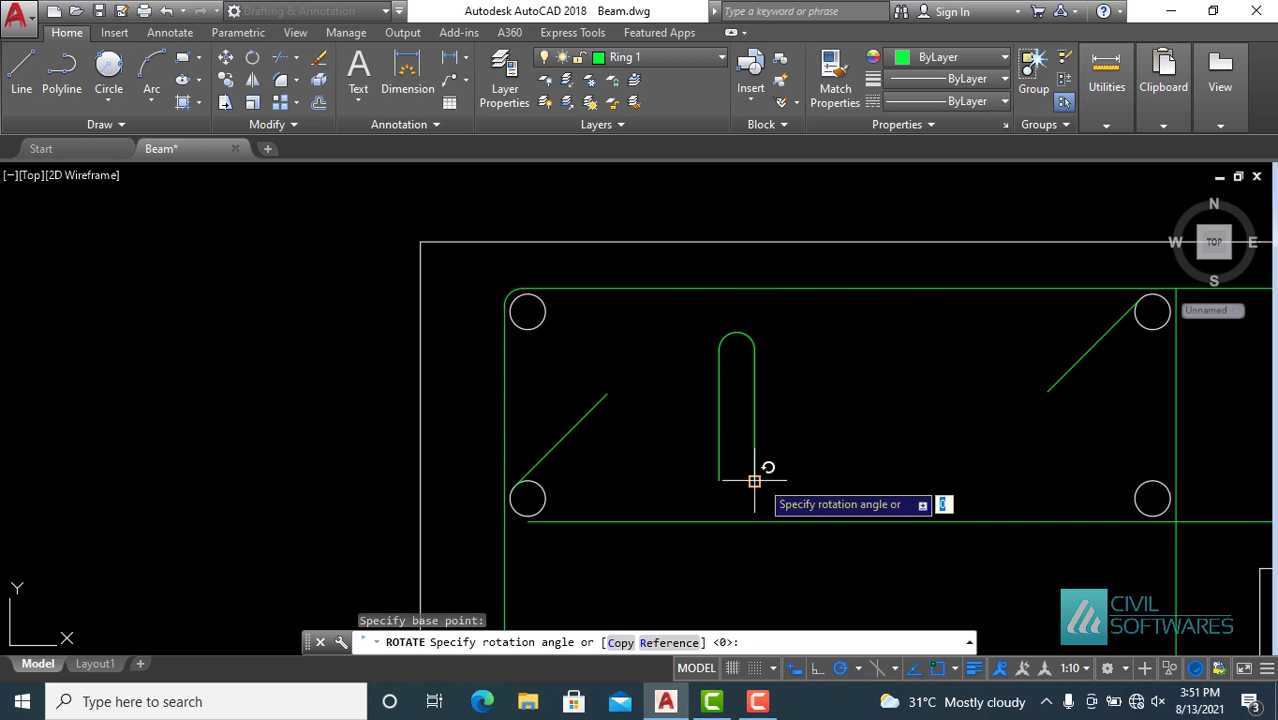 Drafting & Annotation
Autodesk AutoCAD 2018 Beam.dwg
Type a keyword or phrase
Sign In
Home Insert Annotate Parametric View Manage Output Add-ins A360 Express Tools Featured Apps
Ring 1
ByLayer
ByLayer
ByLayer
Line Polyline Circle Arc
Text Dimension
Layer Properties
Insert
Match Properties
Group
Utilities
Clipboard
View
Draw Modify Annotation Layers Block Properties Groups
Start Beam*
[−][Top][2D Wireframe]
N
W TOP E
S
Unnamed
Specify rotation angle or 0
Y
X
CIVIL
SOFTWARES
Specify base point:
ROTATE Specify rotation angle or [Copy Reference] <0>:
Model Layout1
MODEL
1:10
Type here to search
31°C Mostly cloudy
3:51 PM
8/13/2021
3